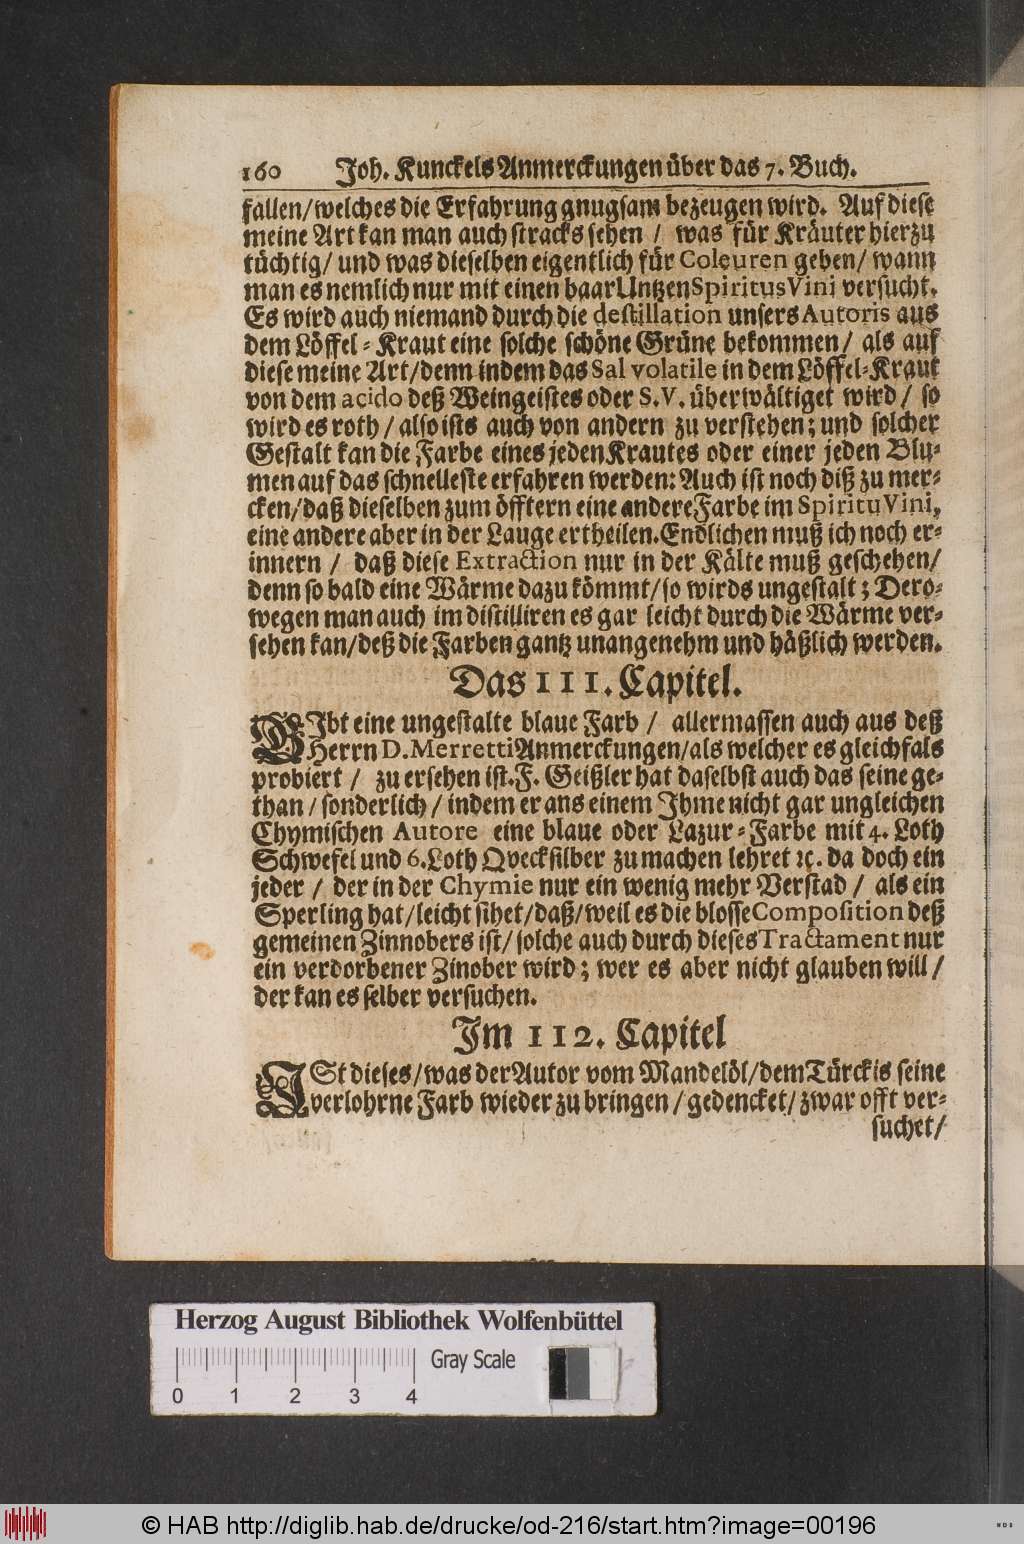 160 Joh. Kunckels Anmerckungen über das 7. Buch.
fallen/welches die Erfahrung gnugsam bezeugen wird. Auf diese
meine Art kan man auch stracks sehen / was für Kräuter hierzu
tüchtig/ und was dieselben eigentlich für Coleuren geben/ wann
man es nemlich nur mit einen baar Untzen Spiritus Vini versucht.
Es wird auch niemand durch die destillation unsers Autoris aus
dem Löffel-Kraut eine solche schöne Grüne bekommen/ als auf
diese meine Art/denn indem das Sal volatile in dem Löffel-Kraut
von dem acido deß Weingeistes oder S.V. überwältiget wird/ so
wird es roth/ also ists auch von andern zu verstehen; und solcher
Gestalt kan die Farbe eines jeden Krautes oder einer jeden Blu-
men auf das schnelleste erfahren werden: Auch ist noch diß zu mer-
cken/daß dieselben zum öfftern eine andere Farbe im Spiritu Vini,
eine andere aber in der Lauge ertheilen. Endlichen muß ich noch er-
innern / daß diese Extraction nur in der Kälte muß geschehen/
denn so bald eine Wärme dazu kömmt/so wirds ungestalt; Dero-
wegen man auch im distilliren es gar leicht durch die Wärme ver-
sehen kan/deß die Farben gantz unangenehm und häßlich werden.
Das 111. Capitel.
GIbt eine ungestalte blaue Farb / allermassen auch aus deß
Herrn D. Merretti Anmerckungen/als welcher es gleichfals
probiert / zu ersehen ist. F. Geißler hat daselbst auch das seine ge-
than/sonderlich/indem er ans einem Ihme nicht gar ungleichen
Chymischen Autore eine blaue oder Lazur-Farbe mit 4. Loth
Schwefel und 6. Loth Qvecksilber zu machen lehret ꝛc. da doch ein
jeder / der in der Chymie nur ein wenig mehr Verstad / als ein
Sperling hat/leicht sihet/daß/weil es die blosse Composition deß
gemeinen Zinnobers ist/ solche auch durch dieses Tractament nur
ein verdorbener Zinober wird; wer es aber nicht glauben will/
der kan es selber versuchen.
Im 112. Capitel
ISt dieses/was der Autor vom Mandelöl/dem Türckis seine
verlohrne Farb wieder zu bringen/gedencket/zwar offt ver-
suchet/
Herzog August Bibliothek Wolfenbüttel
Gray Scale
0 1 2 3 4
© HAB http://diglib.hab.de/drucke/od-216/start.htm?image=00196